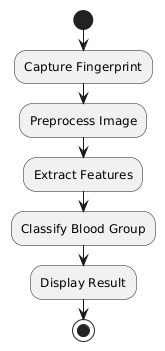 Capture Fingerprint
Preprocess Image
Extract Features
Classify Blood Group
Display Result